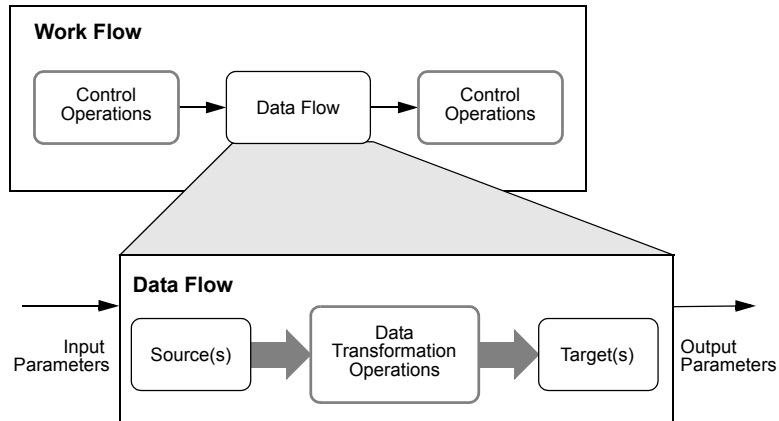 Work Flow
Control
Operations
Data Flow
Control
Operations
Data Flow
Input
Parameters
Source(s)
Data
Transformation
Operations
Target(s)
Output
Parameters